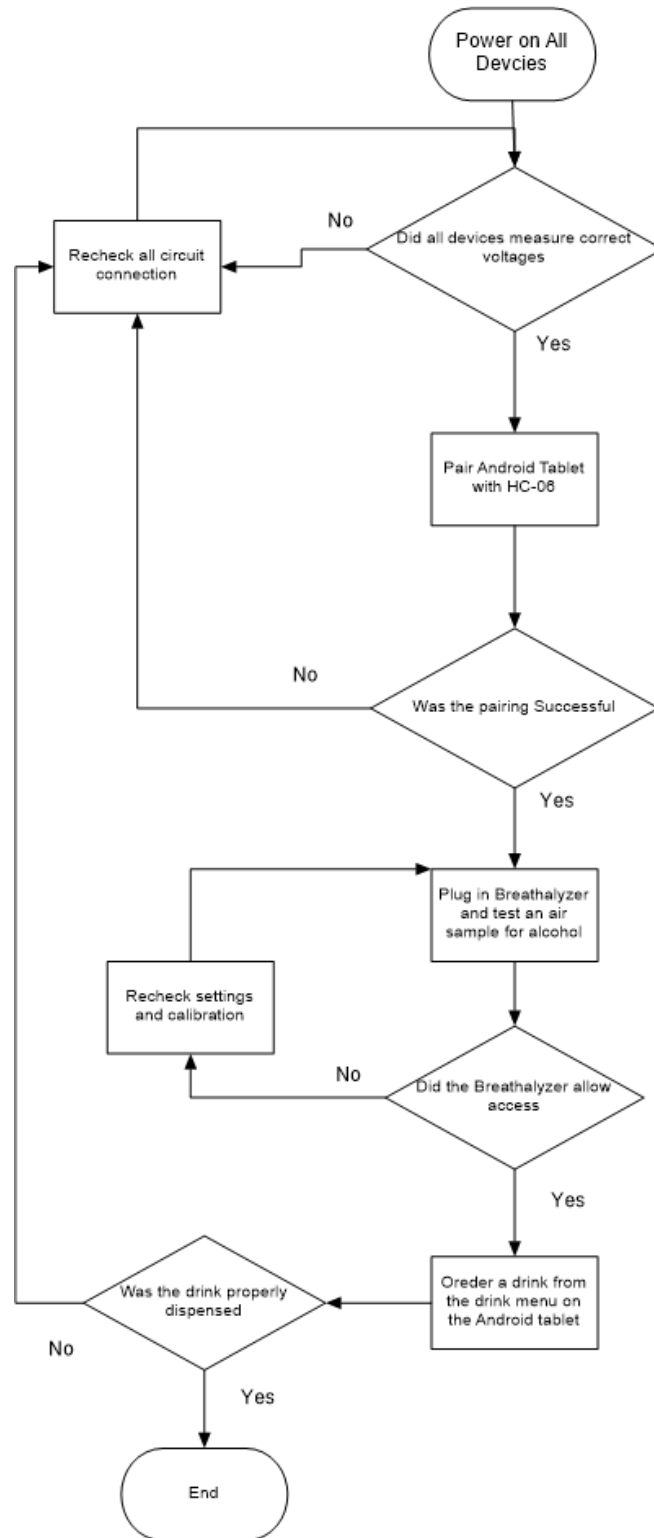 Power on All
Devcies
No
Did all devices measure correct
voltages
Recheck all circuit
connection
Yes
Pair Android Tablet
with HC-06
No
Was the pairing Successful
Yes
Plug in Breathalyzer
and test an air
sample for alcohol
Recheck settings
and calibration
No
Did the Breathalyzer allow
access
Yes
Was the drink properly
dispensed
Oreder a drink from
the drink menu on
the Android tablet
No
Yes
End